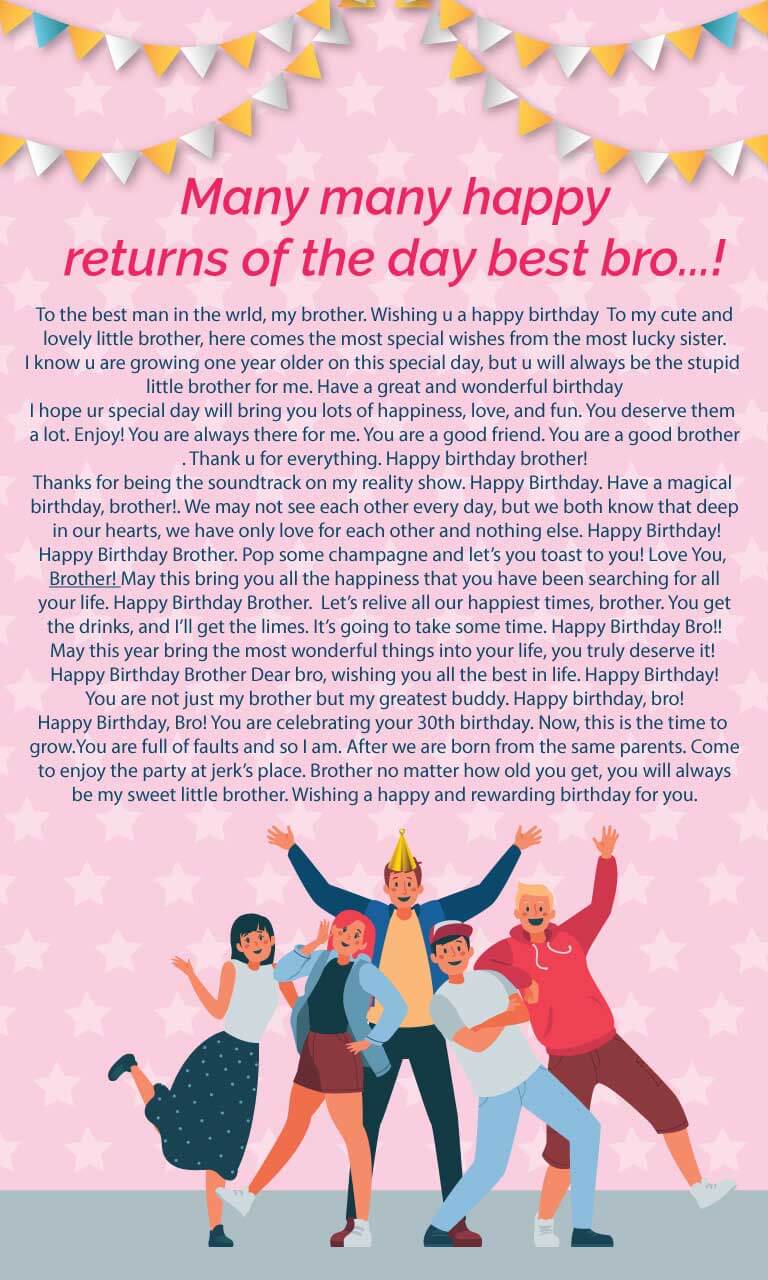 Many many happy
returns of the day best bro...!
To the best man in the wrld, my brother. Wishing u a happy birthday To my cute and
lovely little brother, here comes the most special wishes from the most lucky sister.
I know u are growing one year older on this special day, but u will always be the stupid
little brother for me. Have a great and wonderful birthday
I hope ur special day will bring you lots of happiness, love, and fun. You deserve them
a lot. Enjoy! You are always there for me. You are a good friend. You are a good brother
. Thank u for everything. Happy birthday brother!
Thanks for being the soundtrack on my reality show. Happy Birthday. Have a magical
birthday, brother!. We may not see each other every day, but we both know that deep
in our hearts, we have only love for each other and nothing else. Happy Birthday!
Happy Birthday Brother. Pop some champagne and let's you toast to you! Love You,
Brother! May this bring you all the happiness that you have been searching for all
your life. Happy Birthday Brother. Let's relive all our happiest times, brother. You get
the drinks, and I'll get the limes. It's going to take some time. Happy Birthday Bro!!
May this year bring the most wonderful things into your life, you truly deserve it!
Happy Birthday Brother Dear bro, wishing you all the best in life. Happy Birthday!
You are not just my brother but my greatest buddy. Happy birthday, bro!
Happy Birthday, Bro! You are celebrating your 30th birthday. Now, this is the time to
grow.You are full of faults and so I am. After we are born from the same parents. Come
to enjoy the party at jerk's place. Brother no matter how old you get, you will always
be my sweet little brother. Wishing a happy and rewarding birthday for you.